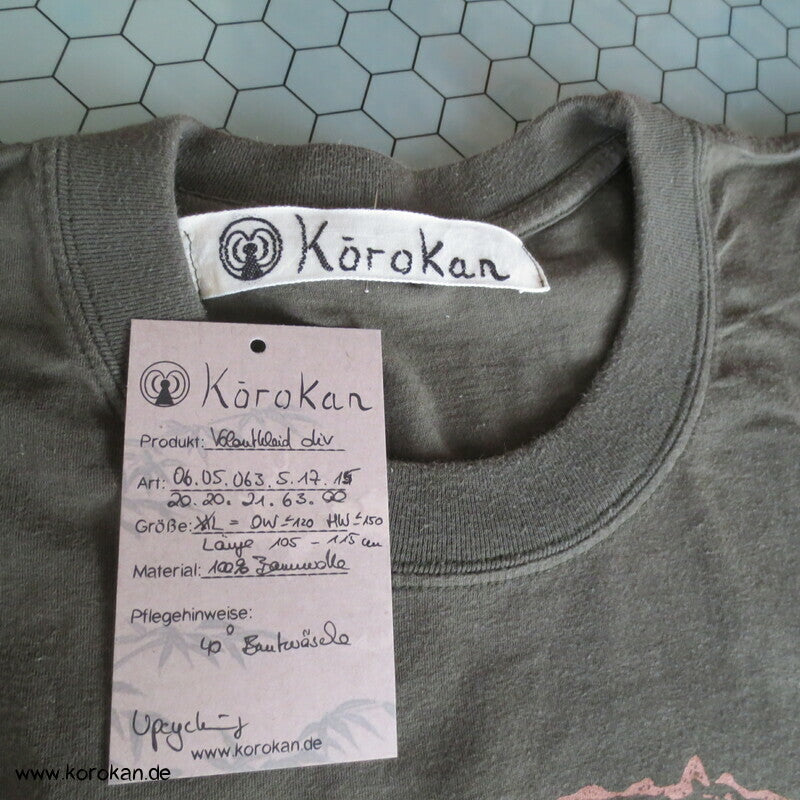 Kōrokan
Kōrokan
Produkt: Volantkleid div
Art: 06.05.063.5.17.15
20.20.21.63.00
Größe: XXL = OW ≤ 120 HW ≤ 150
Länge 105 - 115 cm
Material: 100% Baumwolle
Pflegehinweise:
40° Buntwäsche
Upcycling
www.korokan.de
www.korokan.de